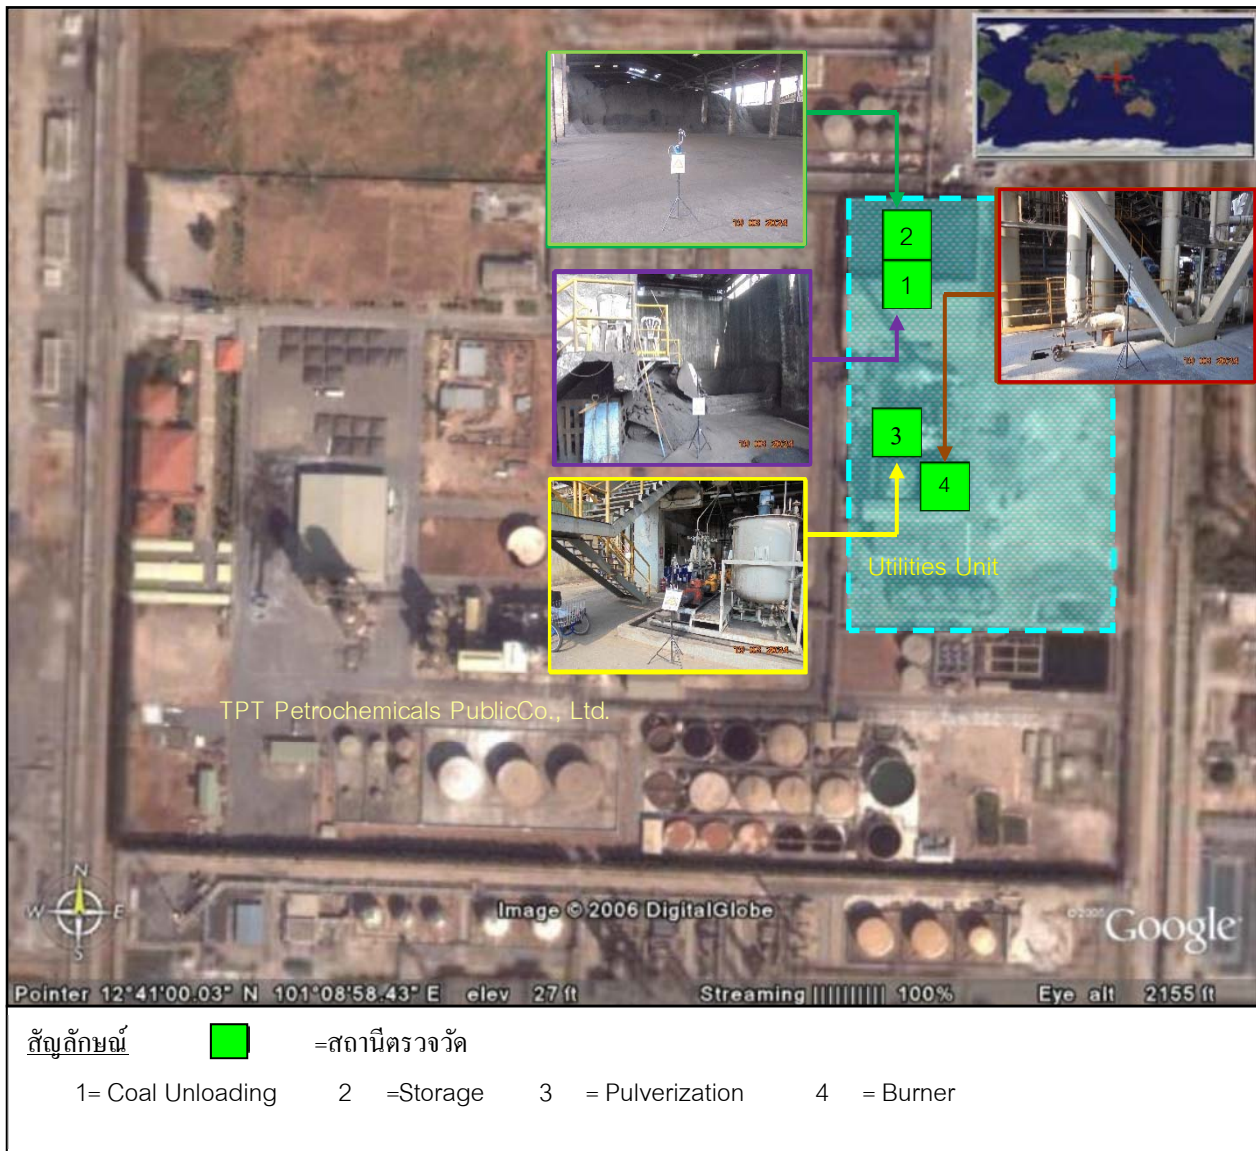 2
1
3
4
Utilities Unit
TPT Petrochemicals PublicCo., Ltd.
N
W E
S
Image © 2006 DigitalGlobe
©2005 Google
Pointer 12°41'00.03" N 101°08'58.43" E elev 27 ft Streaming |||||||||| 100% Eye alt 2155 ft
สัญลักษณ์ =สถานีตรวจวัด
1= Coal Unloading 2 =Storage 3 = Pulverization 4 = Burner